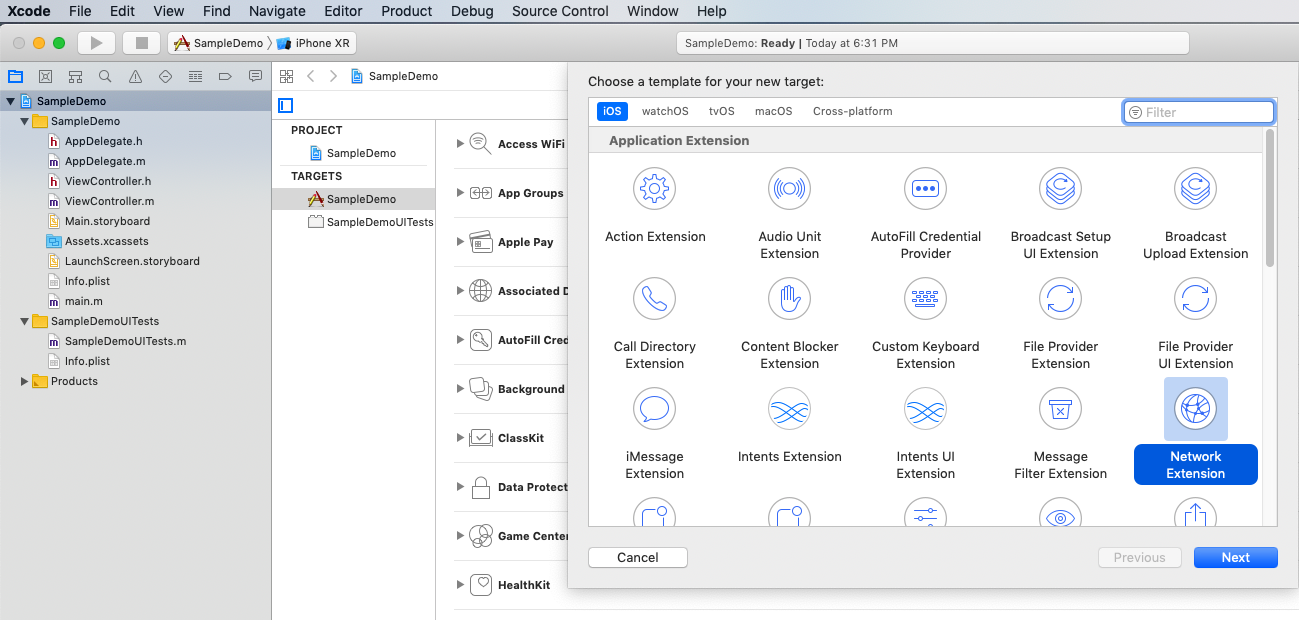 Xcode File Edit View Find Navigate Editor Product Debug Source Control Window Help
SampleDemo iPhone XR
SampleDemo: Ready | Today at 6:31 PM
SampleDemo
SampleDemo
AppDelegate.h
AppDelegate.m
ViewController.h
ViewController.m
Main.storyboard
Assets.xcassets
LaunchScreen.storyboard
Info.plist
main.m
SampleDemoUITests
SampleDemoUITests.m
Info.plist
Products
SampleDemo
PROJECT
SampleDemo
TARGETS
SampleDemo
SampleDemoUITests
Access WiFi
App Groups
Apple Pay
Associated D
AutoFill Cred
Background
ClassKit
Data Protect
Game Center
HealthKit
Choose a template for your new target:
iOS watchOS tvOS macOS Cross-platform
Filter
Application Extension
Action Extension
Audio Unit
Extension
AutoFill Credential
Provider
Broadcast Setup
UI Extension
Broadcast
Upload Extension
Call Directory
Extension
Content Blocker
Extension
Custom Keyboard
Extension
File Provider
Extension
File Provider
UI Extension
iMessage
Extension
Intents Extension
Intents UI
Extension
Message
Filter Extension
Network
Extension
Cancel
Previous
Next